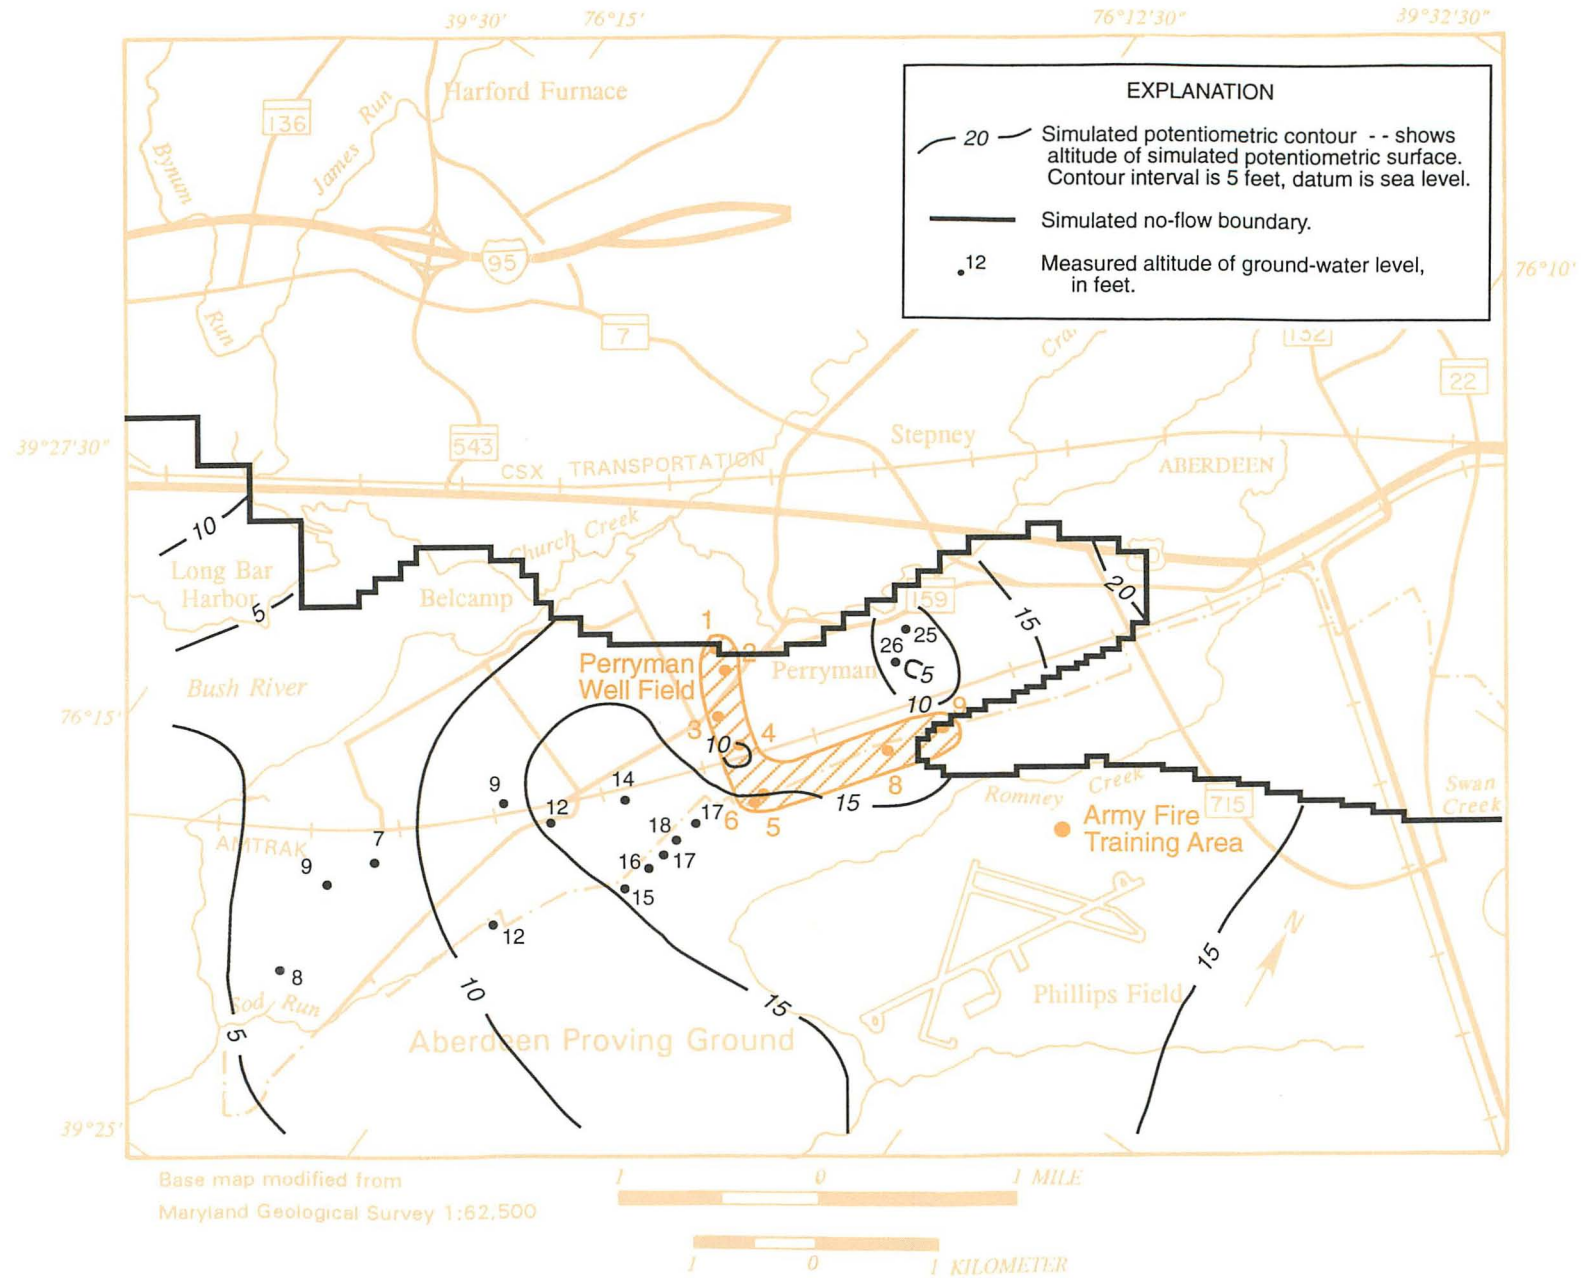 39°30'
76°15'
76°12'30"
39°32'30"
EXPLANATION
20
Simulated potentiometric contour - - shows
altitude of simulated potentiometric surface.
Contour interval is 5 feet, datum is sea level.
Simulated no-flow boundary.
12
Measured altitude of ground-water level,
in feet.
Harford Furnace
136
James Run
Bynum
Run
95
7
76°10'
132
22
39°27'30"
543
CSX TRANSPORTATION
Stepney
ABERDEEN
10
Church Creek
Long Bar
Harbor
5
Belcamp
159
20
15
1
2
25
26
5
Perryman
Well Field
Perryman
Bush River
76°15'
10
9
3
4
10
8
Romney Creek
15
9
12
14
17
6
5
18
17
16
15
715
Swan
Creek
Army Fire
Training Area
AMTRAK
7
9
12
8
10
15
15
N
Phillips Field
Sod Run
5
Aberdeen Proving Ground
39°25'
Base map modified from
Maryland Geological Survey 1:62,500
1 0 1 MILE
1 0 1 KILOMETER